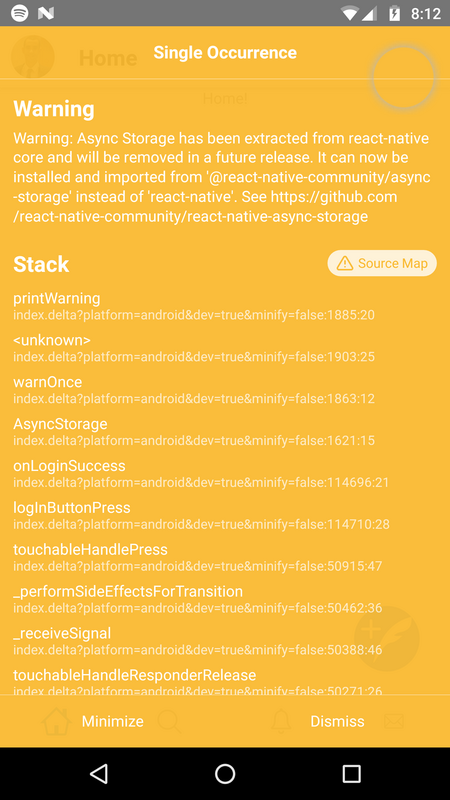 8:12
Home
Single Occurrence
Home!
Warning
Warning: Async Storage has been extracted from react-native
core and will be removed in a future release. It can now be
installed and imported from '@react-native-community/async
-storage' instead of 'react-native'. See https://github.com
/react-native-community/react-native-async-storage
Stack
Source Map
printWarning
index.delta?platform=android&dev=true&minify=false:1885:20
<unknown>
index.delta?platform=android&dev=true&minify=false:1903:25
warnOnce
index.delta?platform=android&dev=true&minify=false:1863:12
AsyncStorage
index.delta?platform=android&dev=true&minify=false:1621:15
onLoginSuccess
index.delta?platform=android&dev=true&minify=false:114696:21
logInButtonPress
index.delta?platform=android&dev=true&minify=false:114710:28
touchableHandlePress
index.delta?platform=android&dev=true&minify=false:50915:47
_performSideEffectsForTransition
index.delta?platform=android&dev=true&minify=false:50462:36
_receiveSignal
index.delta?platform=android&dev=true&minify=false:50388:46
touchableHandleResponderRelease
index.delta?platform=android&dev=true&minify=false:50271:26
Minimize
Dismiss